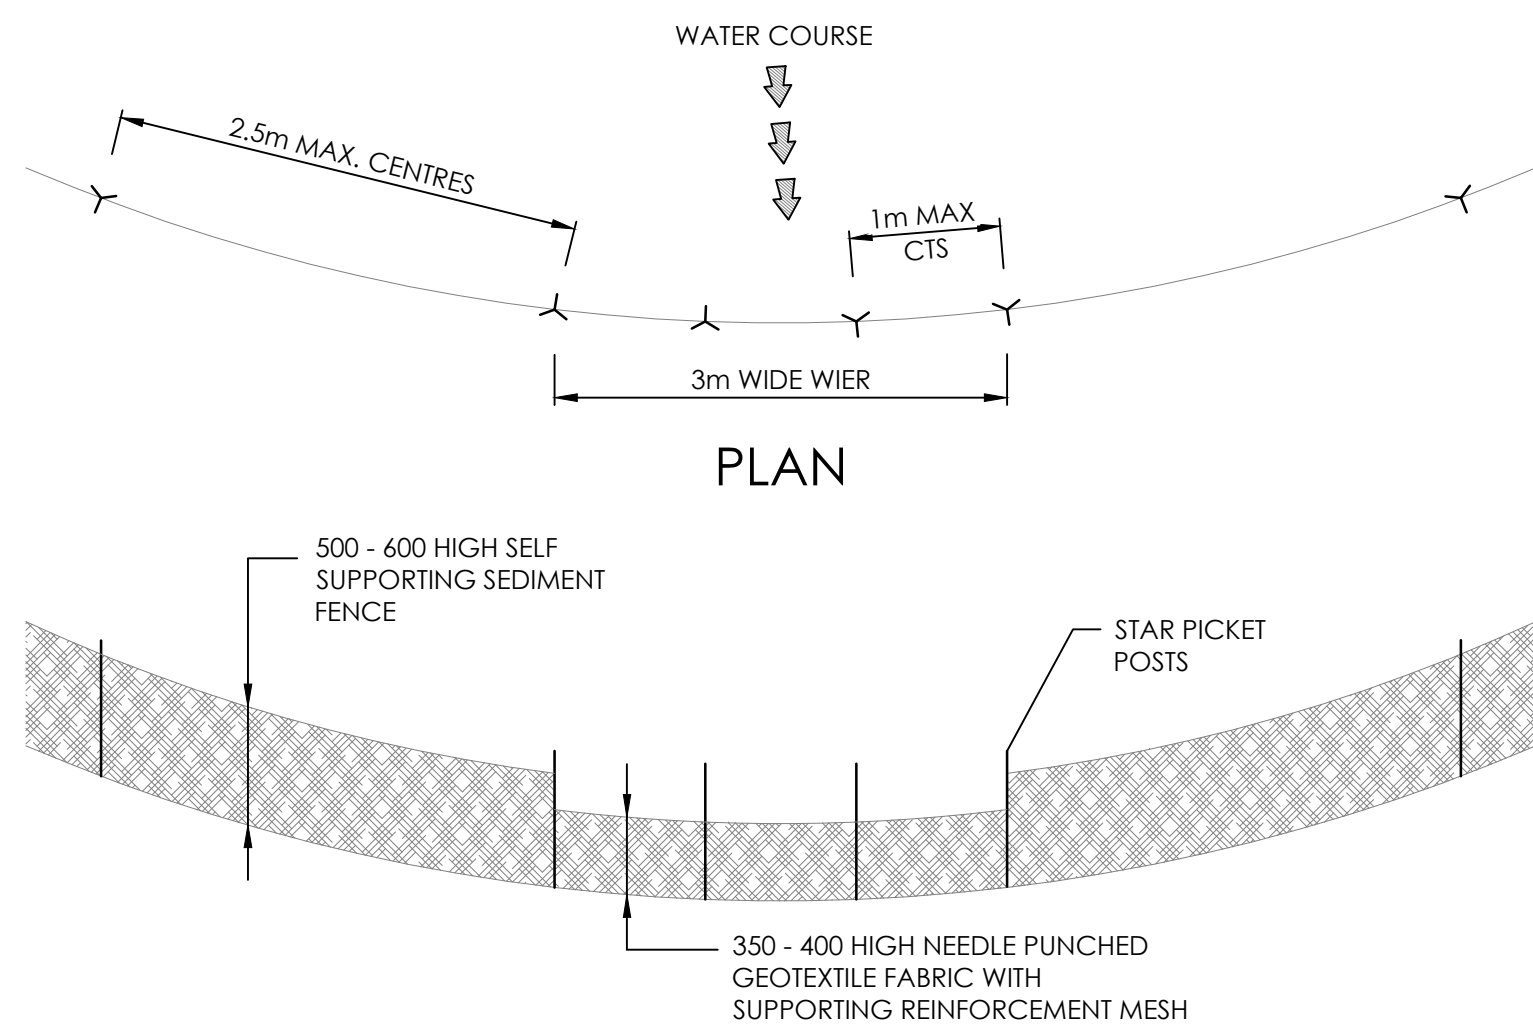 WATER COURSE
2.5m MAX. CENTRES
1m MAX
CTS
3m WIDE WIER
PLAN
500 - 600 HIGH SELF
SUPPORTING SEDIMENT
FENCE
STAR PICKET
POSTS
350 - 400 HIGH NEEDLE PUNCHED
GEOTEXTILE FABRIC WITH
SUPPORTING REINFORCEMENT MESH